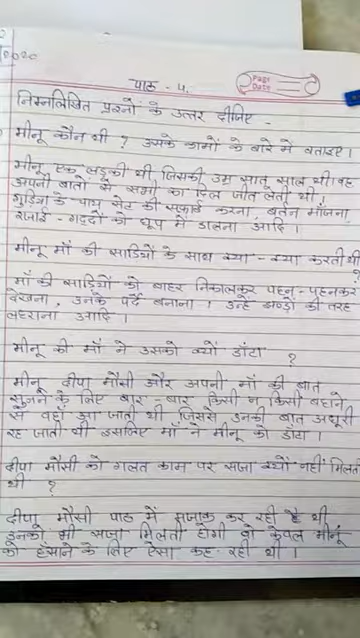 2020
पाठ - 5.
Page
Date
निम्नलिखित प्रश्नों के उत्तर दीजिए -
मीनू कौन थी ? उसके कामों के बारे में बताइए।
मीनू एक लड़की थी, जिसकी उम्र सात साल थी। वह
अपनी बातों से सभी का दिल जीत लेती थी।
गुड़िया के चाय सेट की सफाई करना, बर्तन माँजना,
रजाई - गद्दों को धूप में डालना आदि।
मीनू माँ की साडियों के साथ क्या - क्या करती थी
?
माँ की साडियों को बाहर निकालकर पहन - पहनकर
देखना, उनके पर्दे बनाना। उन्हें झण्डो की तरह
लहराना आदि।
मीनू की माँ ने उसको क्यों डाँटा
?
मीनू दीपा मौसी और अपनी माँ की बात
सुनने के लिए बार - बार किसी न किसी बहाने
से वहाँ आ जाती थी जिससे उनकी बात अधूरी
रह जाती थी इसलिए माँ ने मीनू को डाँटा।
दीपा मौसी को गलत काम पर सजा क्यों नहीं मिलती
थी ?
दीपा मौसी पाठ में मजाक कर रही है थी
उनको भी सजा मिलती होगी वो केवल मीनू
को हँसाने के लिए ऐसा कह रही थी।